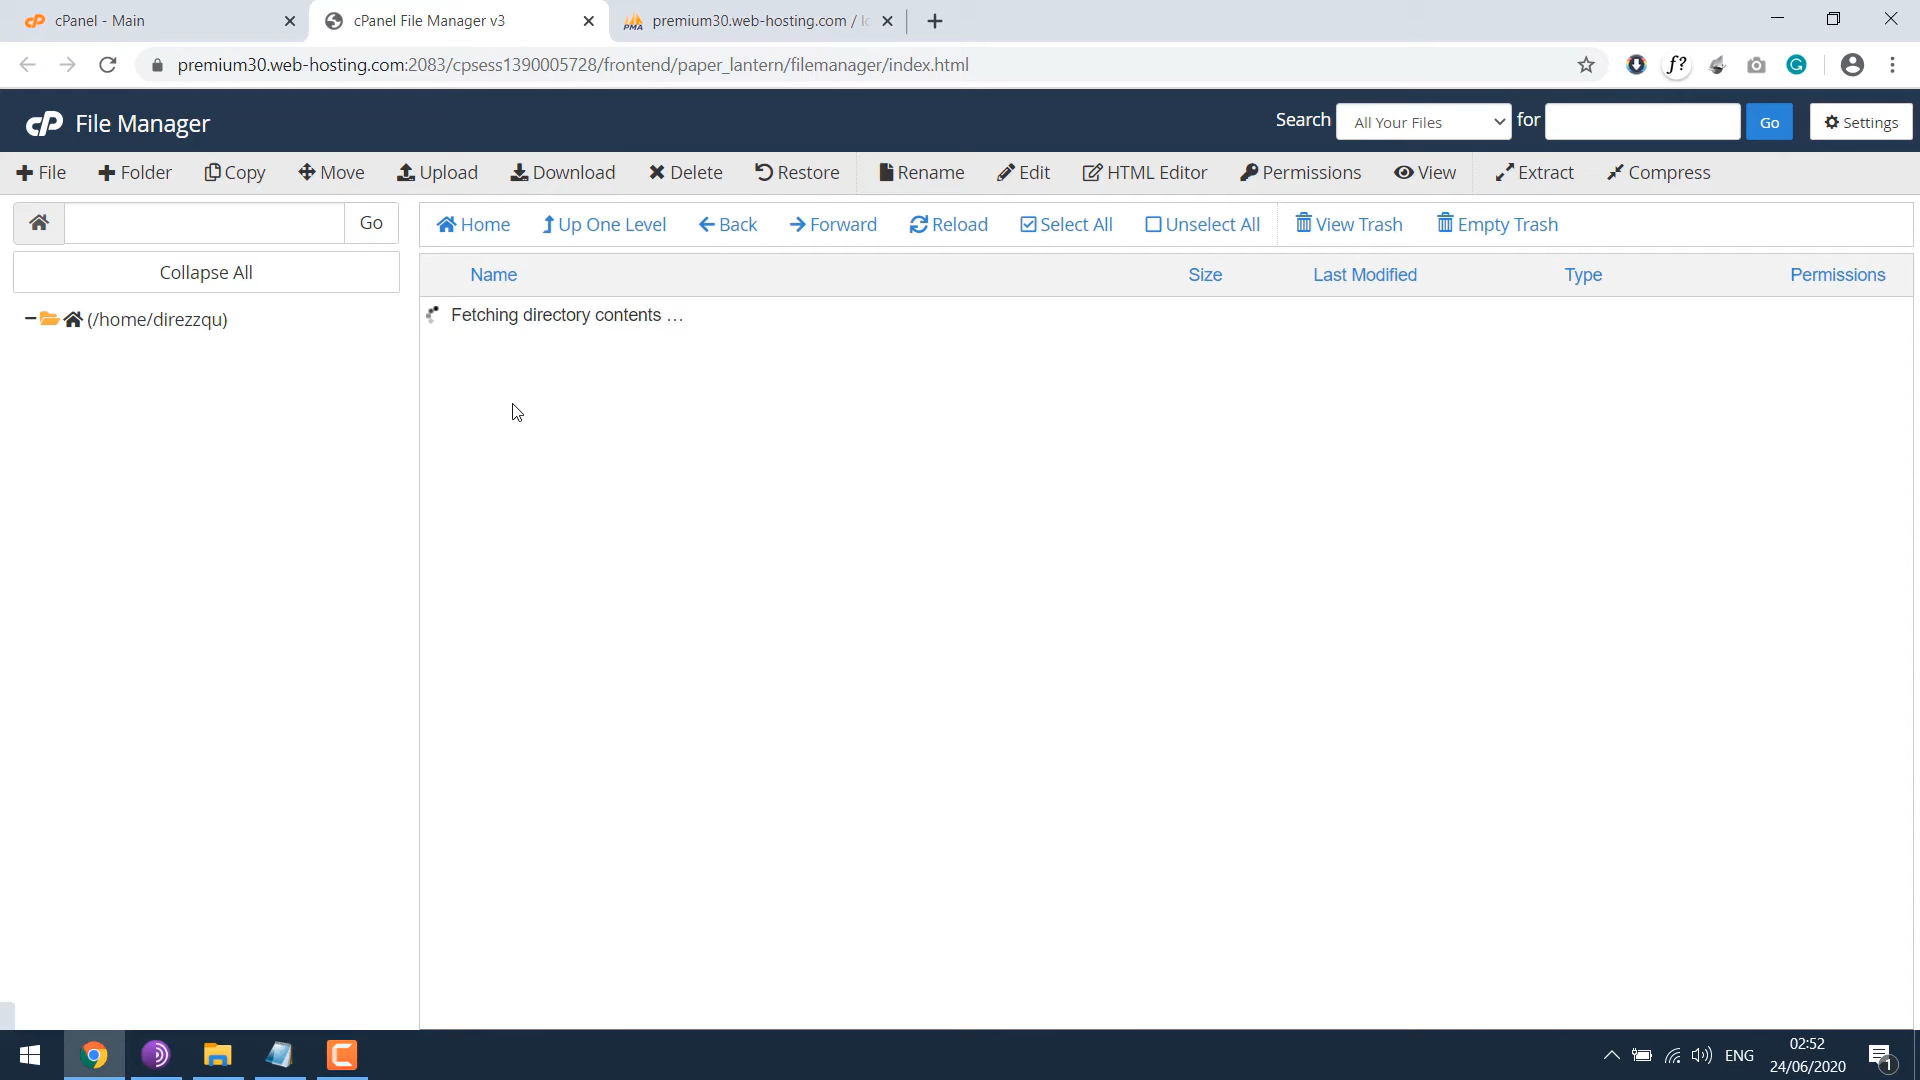 cPanel - Main
cPanel File Manager v3
premium30.web-hosting.com /
premium30.web-hosting.com:2083/cpsess1390005728/frontend/paper_lantern/filemanager/index.html
cP File Manager
Search All Your Files for Go Settings
File Folder Copy Move Upload Download Delete Restore Rename Edit HTML Editor Permissions View Extract Compress
Go
Home Up One Level Back Forward Reload Select All Unselect All View Trash Empty Trash
Collapse All
Name Size Last Modified Type Permissions
(/home/direzzqu)
Fetching directory contents …
ENG
02:52
24/06/2020
1